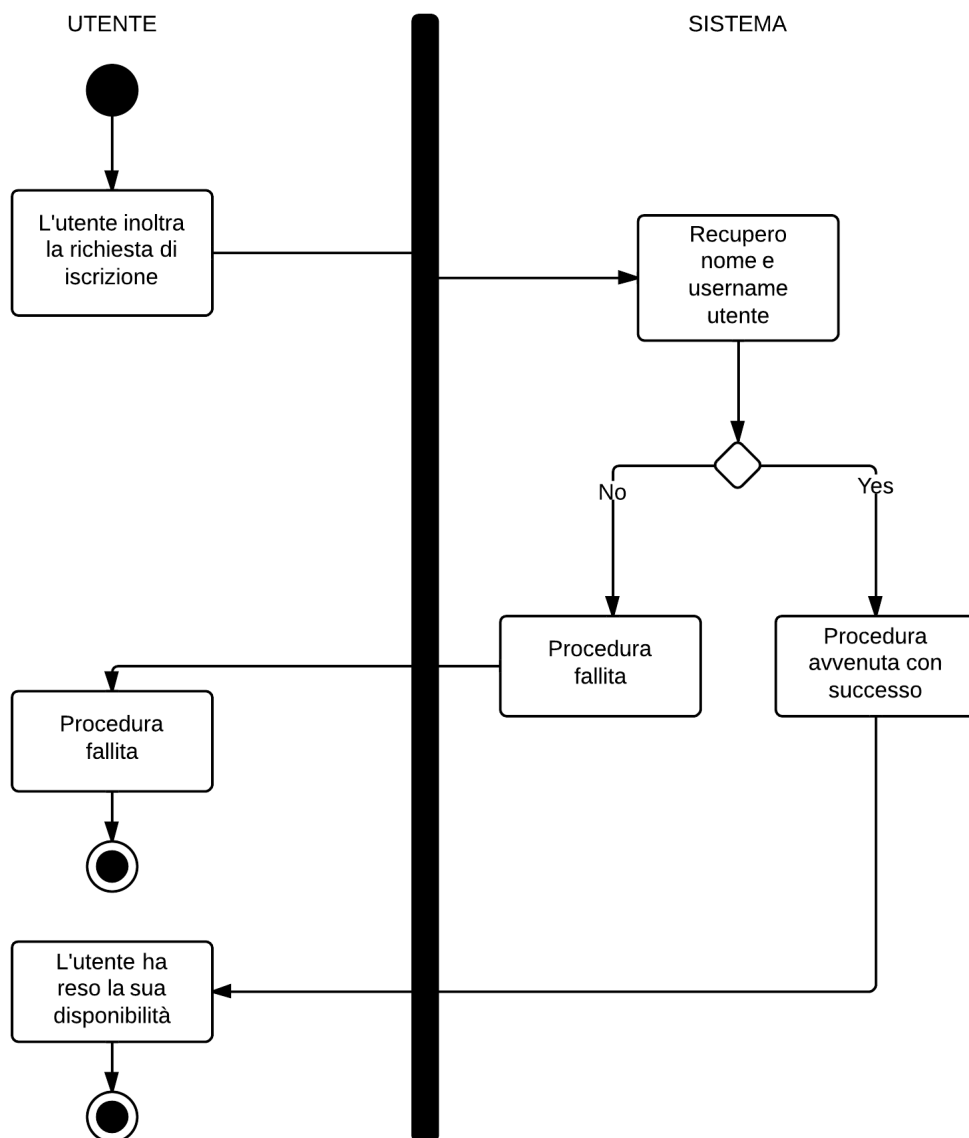 UTENTE
SISTEMA
L'utente inoltra
la richiesta di
iscrizione
Recupero
nome e
username
utente
No
Yes
Procedura
fallita
Procedura
avvenuta con
successo
Procedura
fallita
L'utente ha
reso la sua
disponibilità